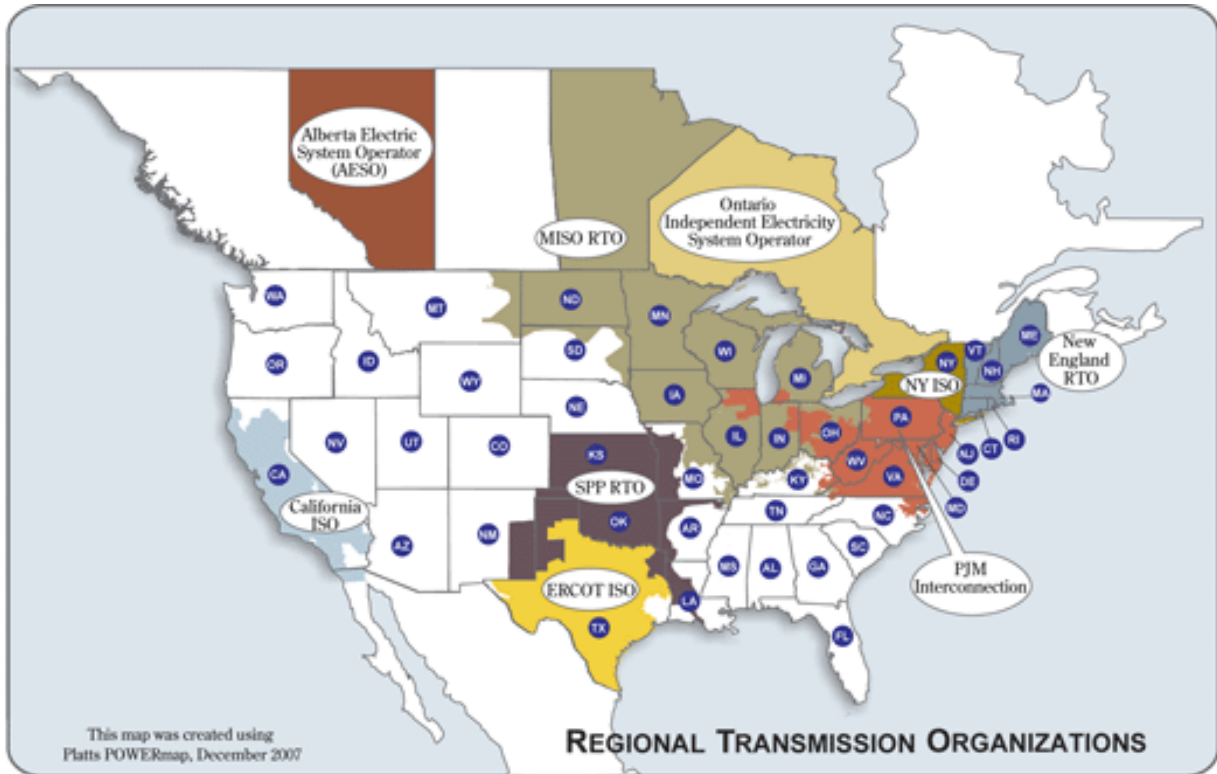 Alberta Electric
System Operator
(AESO)
Ontario
Independent Electricity
System Operator
MISO RTO
WA
MT
ND
MN
OR
ID
SD
WI
MI
WY
IA
NE
NY
VT
NH
ME
New
England
RTO
NY ISO
MA
NV
UT
CO
KS
IL
IN
OH
PA
RI
CT
NJ
DE
MD
CA
California
ISO
SPP RTO
MO
KY
WV
VA
AZ
NM
OK
AR
TN
NC
SC
MS
AL
GA
PJM
Interconnection
ERCOT ISO
TX
LA
FL
This map was created using
Platts POWERmap, December 2007
REGIONAL TRANSMISSION ORGANIZATIONS